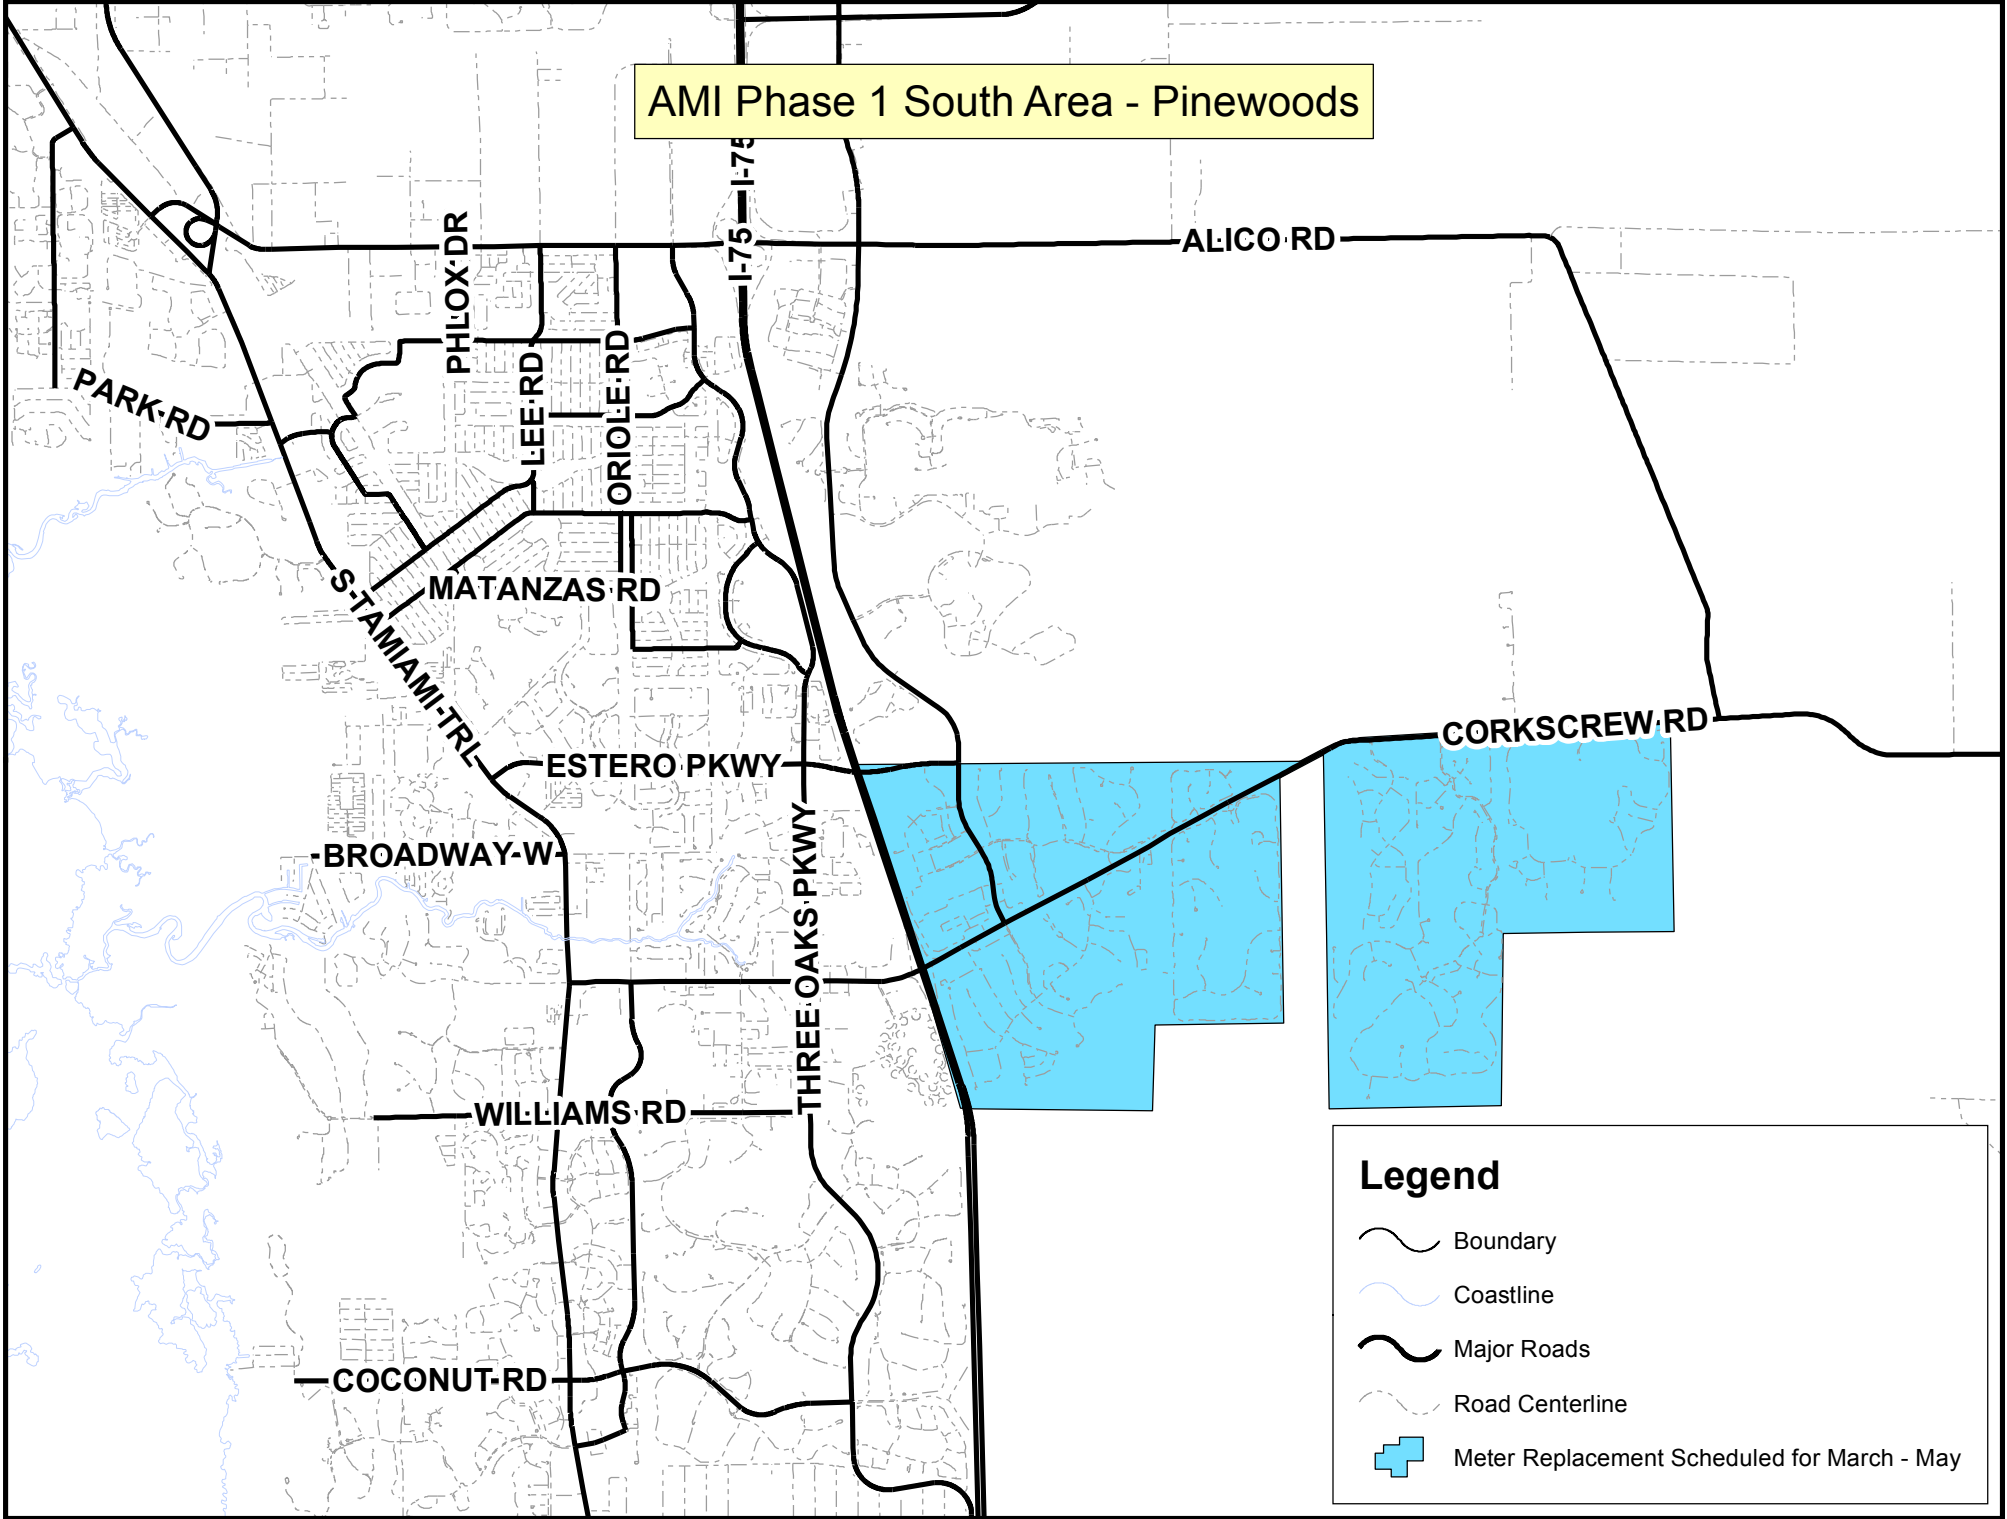 AMI Phase 1 South Area - Pinewoods
I-75
I-75
ALICO RD
PHLOX DR
LEE RD
ORIOLE RD
PARK RD
MATANZAS RD
S TAMIAMI TRL
CORKSCREW RD
ESTERO PKWY
BROADWAY W
THREE OAKS PKWY
WILLIAMS RD
COCONUT RD
Legend
Boundary
Coastline
Major Roads
Road Centerline
Meter Replacement Scheduled for March - May